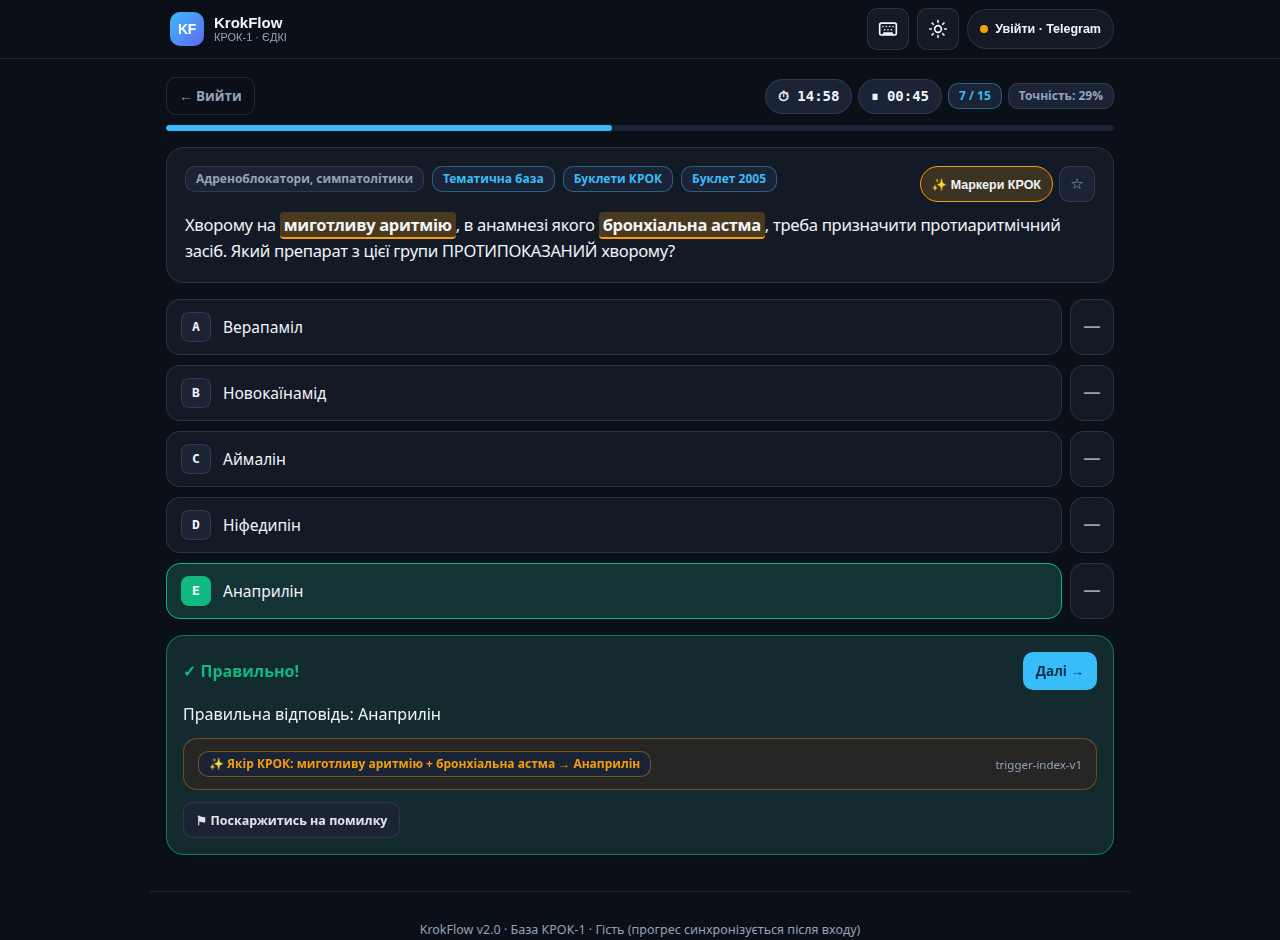 KF
KrokFlow
КРОК-1 · ЄДКІ
Увійти · Telegram
← Вийти
14:58
00:45
7 / 15
Точність: 29%
Адреноблокатори, симпатолітики
Тематична база
Буклети КРОК
Буклет 2005
✨ Маркери КРОК
☆
Хворому на миготливу аритмію, в анамнезі якого бронхіальна астма, треба призначити протиаритмічний
засіб. Який препарат з цієї групи ПРОТИПОКАЗАНИЙ хворому?
A Верапаміл —
B Новокаїнамід —
C Аймалін —
D Ніфедипін —
E Анаприлін —
✓ Правильно!
Далі →
Правильна відповідь: Анаприлін
✨ Якір КРОК: миготливу аритмію + бронхіальна астма → Анаприлін
trigger-index-v1
⚑ Поскаржитись на помилку
KrokFlow v2.0 · База КРОК-1 · Гість (прогрес синхронізується після входу)